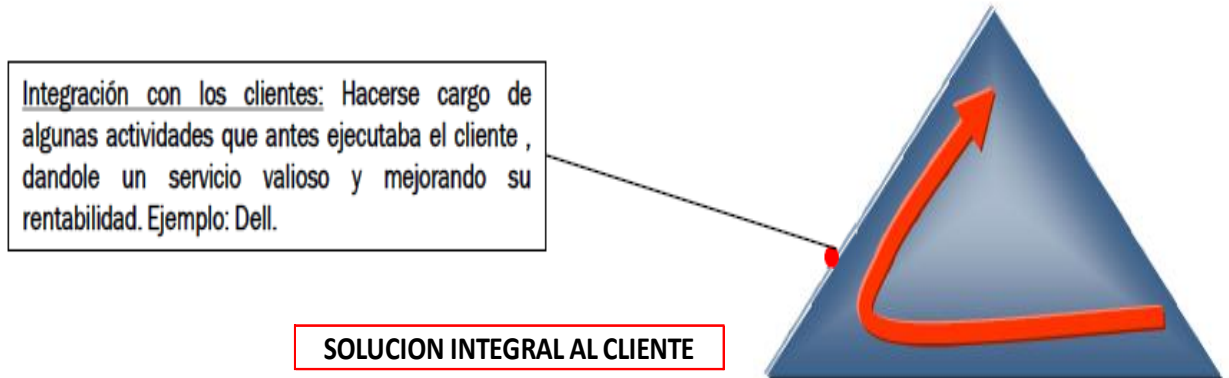 Integración con los clientes: Hacerse cargo de
algunas actividades que antes ejecutaba el cliente ,
dandole un servicio valioso y mejorando su
rentabilidad. Ejemplo: Dell.
SOLUCION INTEGRAL AL CLIENTE